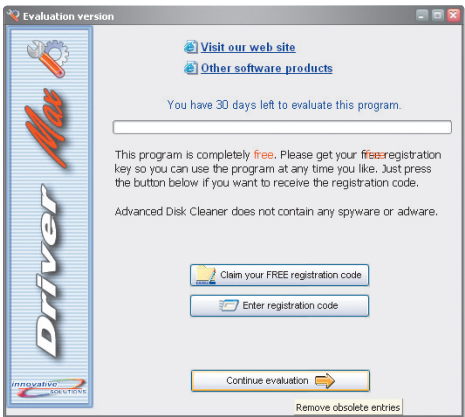 Evaluation version
Visit our web site
Other software products
You have 30 days left to evaluate this program.
This program is completely free. Please get your free registration
key so you can use the program at any time you like. Just press
the button below if you want to receive the registration code.
Advanced Disk Cleaner does not contain any spyware or adware.
Claim your FREE registration code
Enter registration code
Continue evaluation
Remove obsolete entries
Driver Max
innovative
SOLUTIONS